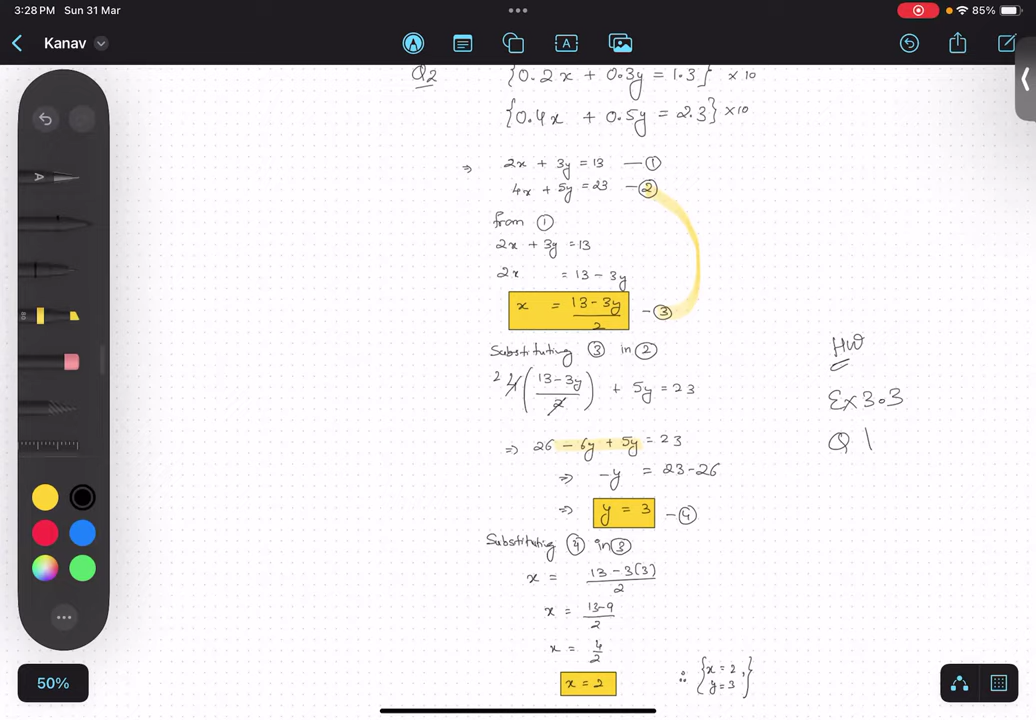 3:28 PM Sun 31 Mar
85%
Kanav
A
Q2 {0.2x + 0.3y = 1.3} ×10
{0.4x + 0.5y = 2.3} ×10
⇒ 2x + 3y = 13 — ①
4x + 5y = 23 — ②
from ①
2x + 3y = 13
2x = 13 - 3y
x = (13 - 3y)/2 — ③
Substituting ③ in ②
2 4((13 - 3y)/2) + 5y = 23
⇒ 26 - 6y + 5y = 23
⇒ -y = 23 - 26
⇒ y = 3 — ④
Substituting ④ in ③
x = (13 - 3(3))/2
x = (13-9)/2
x = 4/2
x = 2
∴ {x = 2, y = 3}
HW
Ex 3.3
Q 1
80
50%